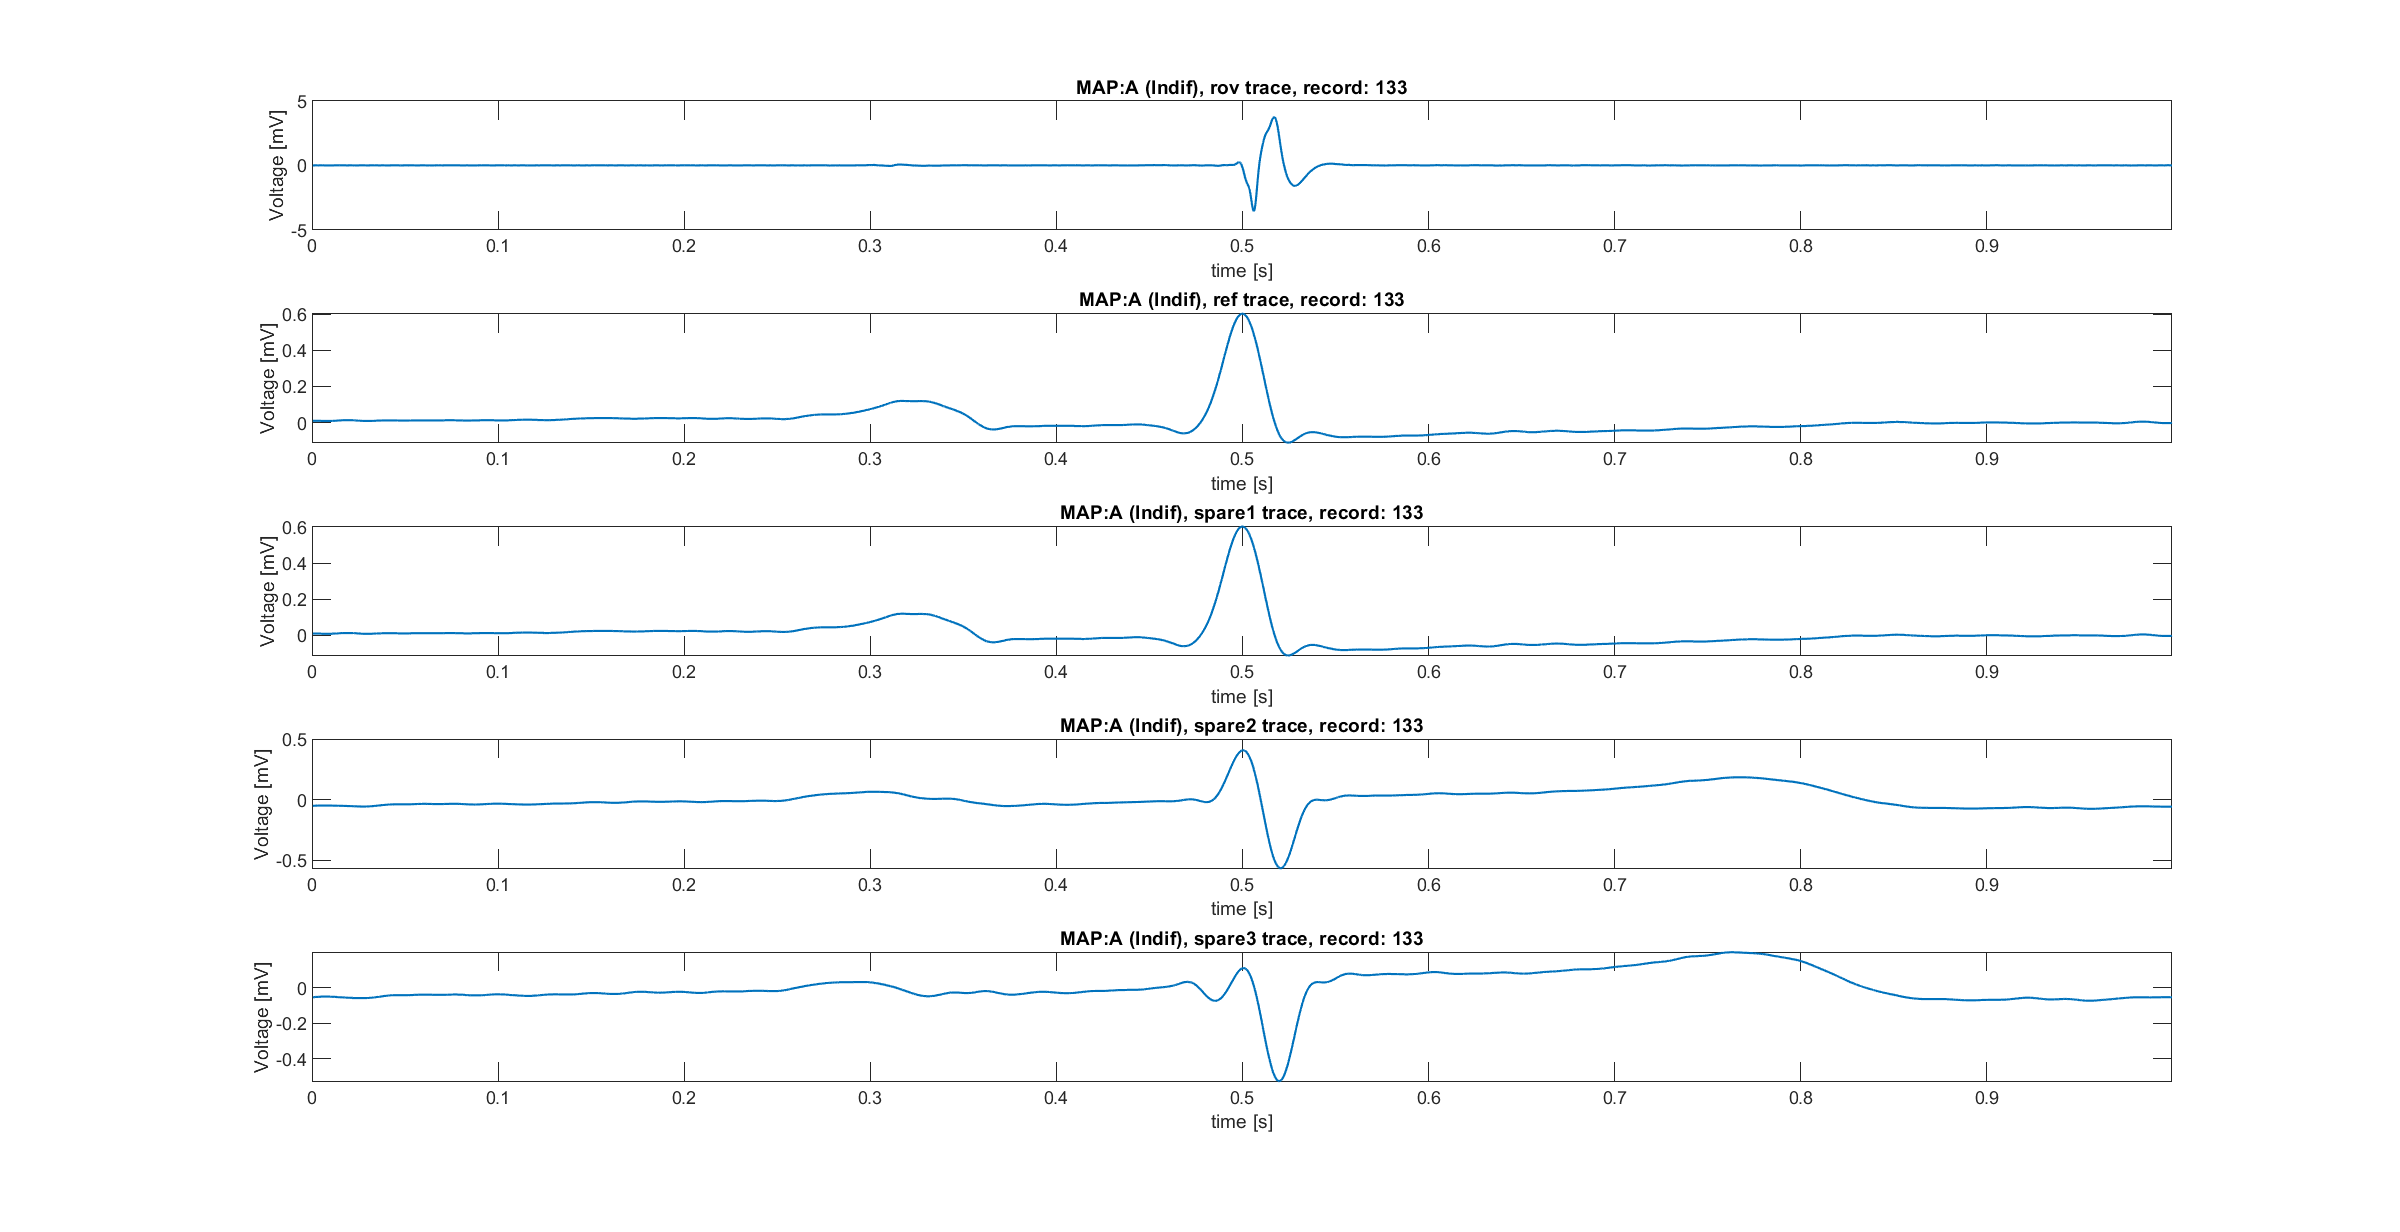 MAP:A (Indif), rov trace, record: 133
Voltage [mV]
5
0
-5
0 0.1 0.2 0.3 0.4 0.5 0.6 0.7 0.8 0.9
time [s]
MAP:A (Indif), ref trace, record: 133
Voltage [mV]
0.6
0.4
0.2
0
0 0.1 0.2 0.3 0.4 0.5 0.6 0.7 0.8 0.9
time [s]
MAP:A (Indif), spare1 trace, record: 133
Voltage [mV]
0.6
0.4
0.2
0
0 0.1 0.2 0.3 0.4 0.5 0.6 0.7 0.8 0.9
time [s]
MAP:A (Indif), spare2 trace, record: 133
Voltage [mV]
0.5
0
-0.5
0 0.1 0.2 0.3 0.4 0.5 0.6 0.7 0.8 0.9
time [s]
MAP:A (Indif), spare3 trace, record: 133
Voltage [mV]
0
-0.2
-0.4
0 0.1 0.2 0.3 0.4 0.5 0.6 0.7 0.8 0.9
time [s]